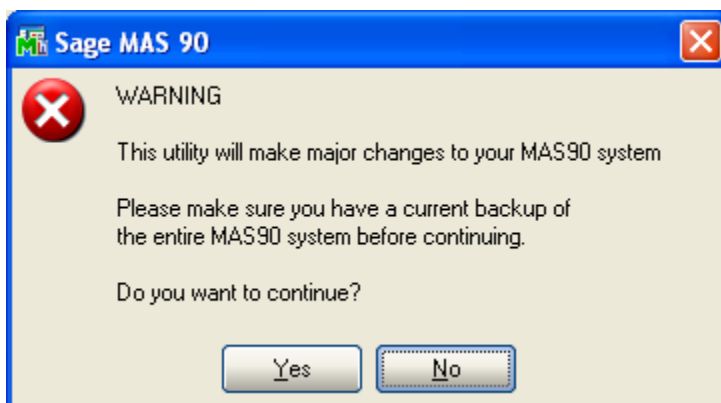 Sage MAS 90
WARNING
This utility will make major changes to your MAS90 system
Please make sure you have a current backup of
the entire MAS90 system before continuing.
Do you want to continue?
Yes
No